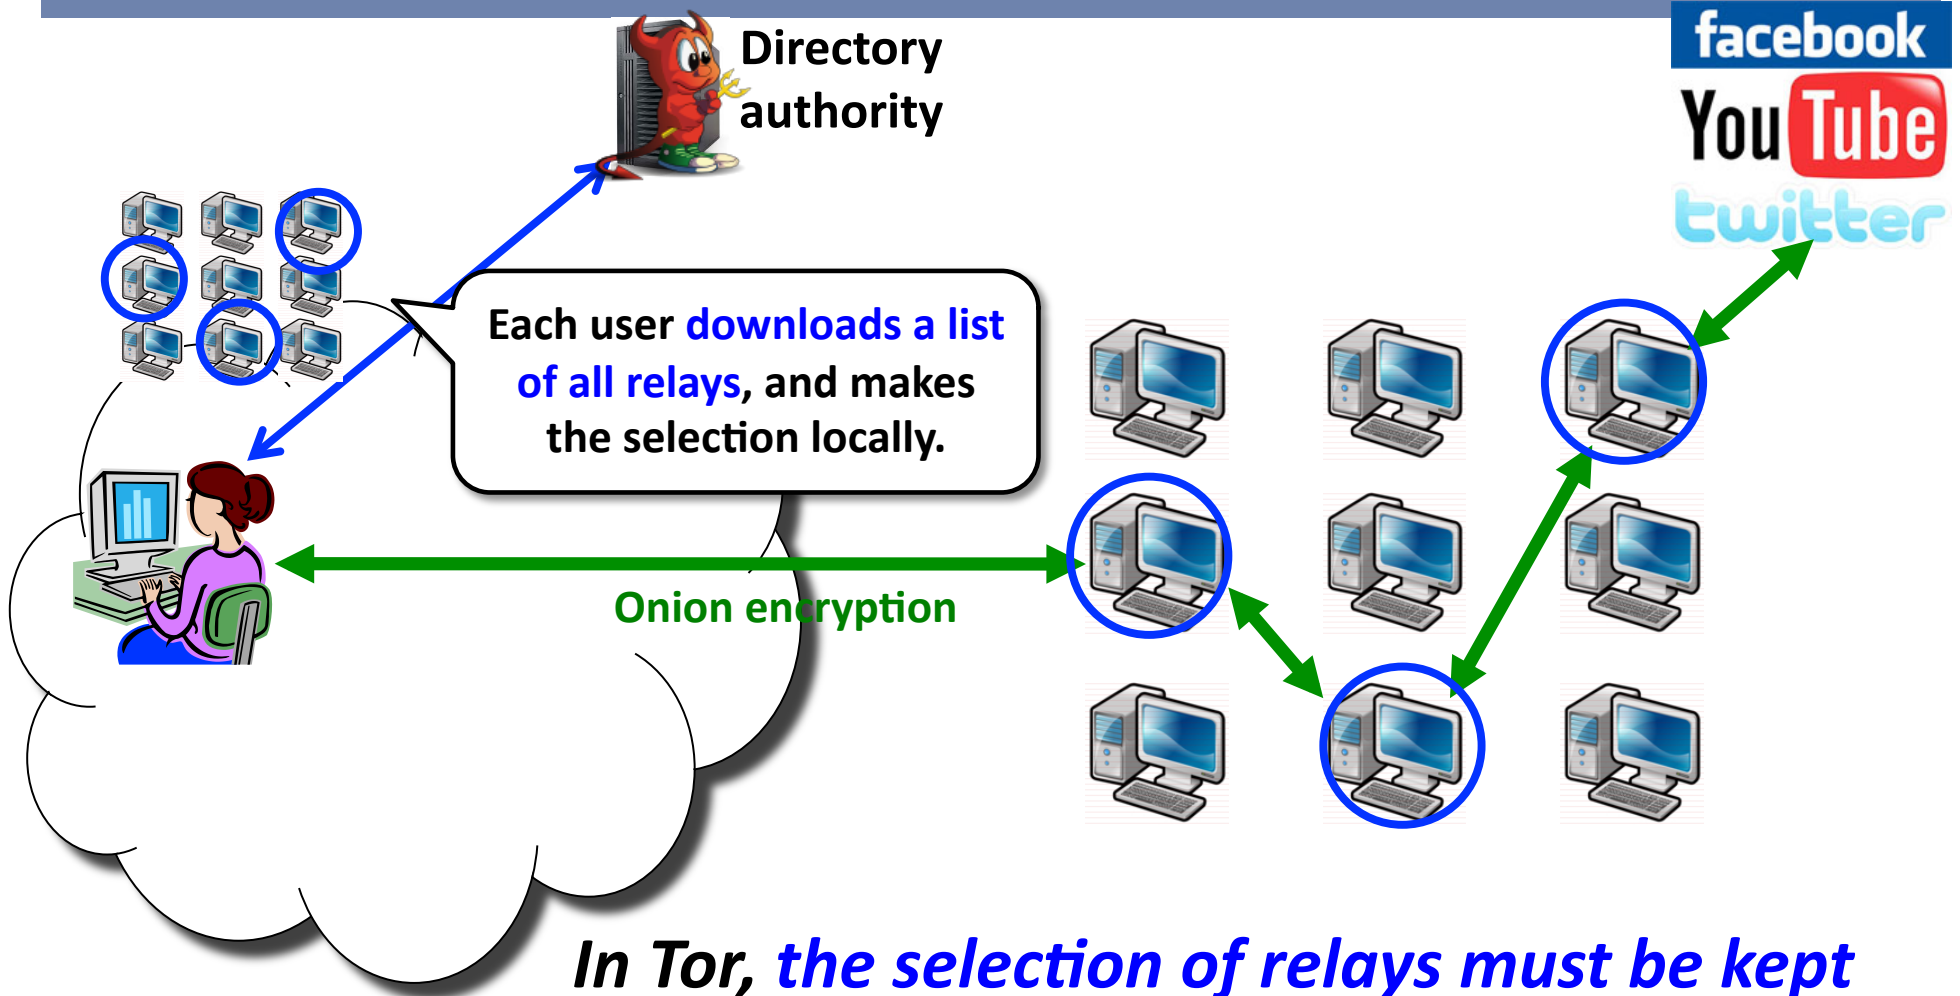 Directory
authority
facebook
YouTube
twitter
Each user downloads a list
of all relays, and makes
the selection locally.
Onion encryption
In Tor, the selection of relays must be kept